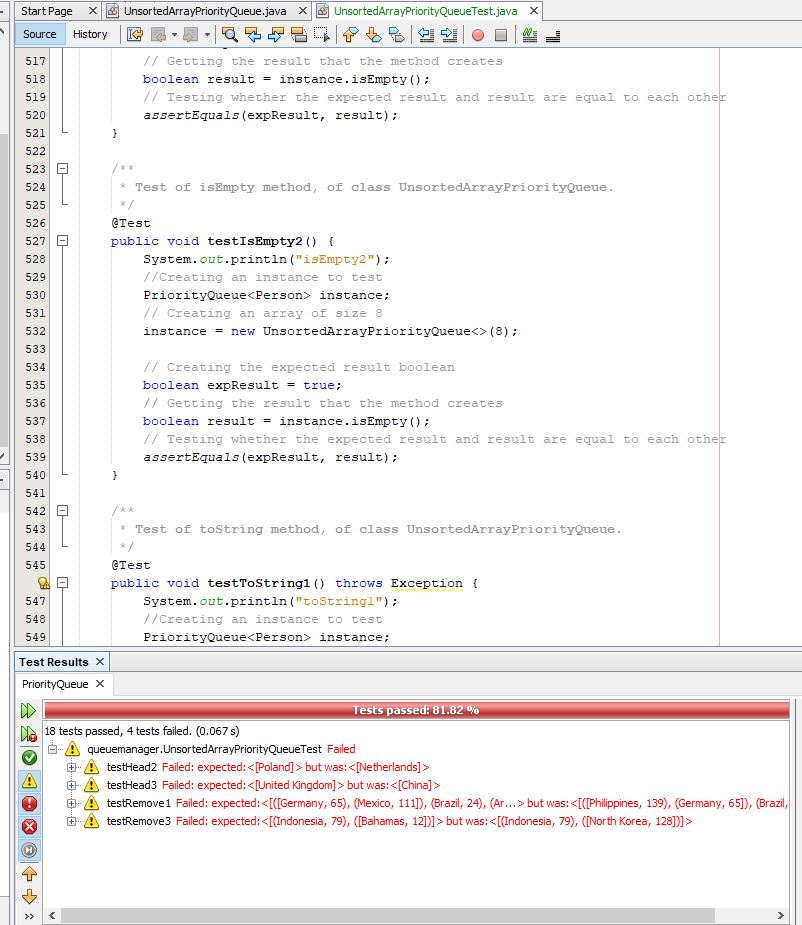 Start Page × UnsortedArrayPriorityQueue.java × UnsortedArrayPriorityQueueTest.java ×
Source History
517 // Getting the result that the method creates
518 boolean result = instance.isEmpty();
519 // Testing whether the expected result and result are equal to each other
520 assertEquals(expResult, result);
521 }
522
523 /**
524 * Test of isEmpty method, of class UnsortedArrayPriorityQueue.
525 */
526 @Test
527 public void testIsEmpty2() {
528 System.out.println("isEmpty2");
529 //Creating an instance to test
530 PriorityQueue<Person> instance;
531 // Creating an array of size 8
532 instance = new UnsortedArrayPriorityQueue<>(8);
533
534 // Creating the expected result boolean
535 boolean expResult = true;
536 // Getting the result that the method creates
537 boolean result = instance.isEmpty();
538 // Testing whether the expected result and result are equal to each other
539 assertEquals(expResult, result);
540 }
541
542 /**
543 * Test of toString method, of class UnsortedArrayPriorityQueue.
544 */
545 @Test
public void testToString1() throws Exception {
547 System.out.println("toString1");
548 //Creating an instance to test
549 PriorityQueue<Person> instance;
Test Results ×
PriorityQueue ×
Tests passed: 81.82 %
18 tests passed, 4 tests failed. (0.067 s)
queuemanager.UnsortedArrayPriorityQueueTest Failed
testHead2 Failed: expected:<[Poland]> but was:<[Netherlands]>
testHead3 Failed: expected:<[United Kingdom]> but was:<[China]>
testRemove1 Failed: expected:<[([Germany, 65), (Mexico, 111]), (Brazil, 24), (Ar...> but was:<[([Philippines, 139), (Germany, 65]), (Brazil,
testRemove3 Failed: expected:<[(Indonesia, 79), ([Bahamas, 12])]> but was:<[(Indonesia, 79), ([North Korea, 128])]>